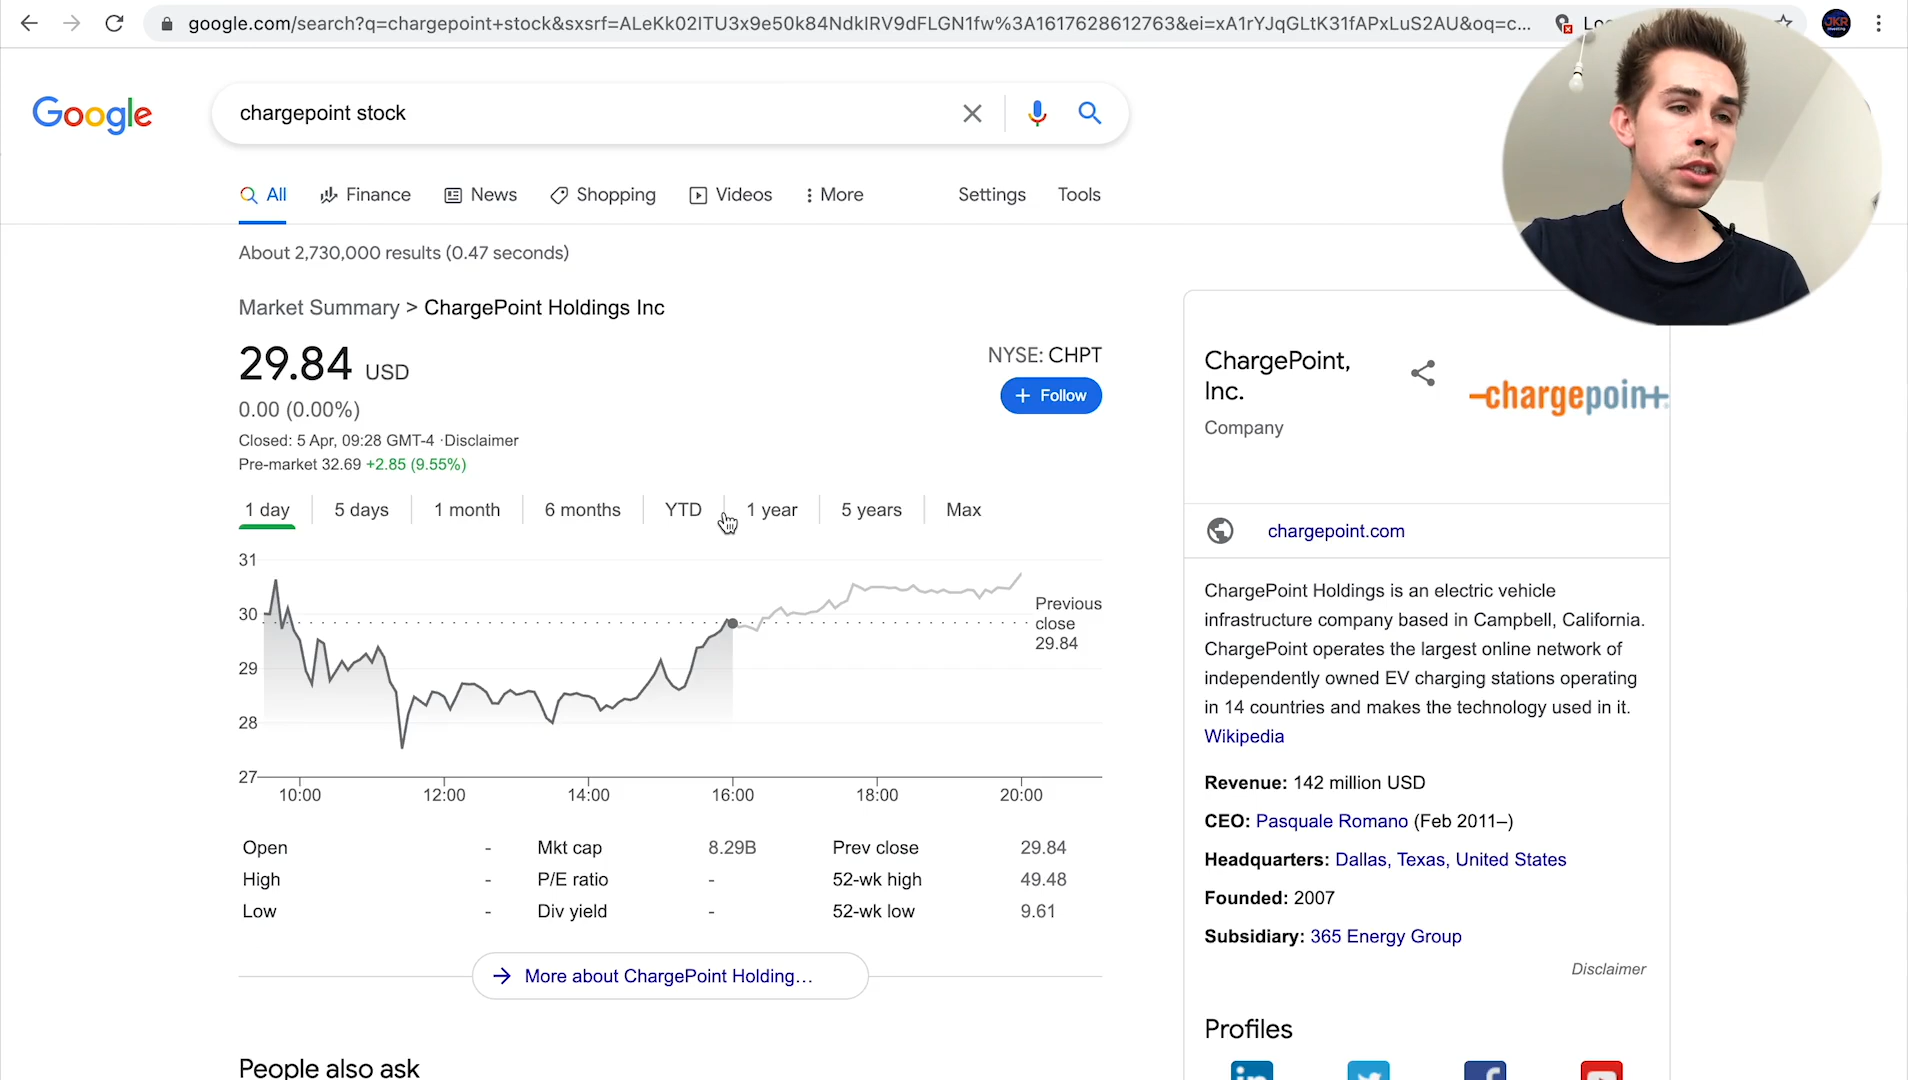 google.com/search?q=chargepoint+stock&sxsrf=ALeKk02ITU3x9e50k84NdkIRV9dFLGN1fw%3A1617628612763&ei=xA1rYJqGLtK31fAPxLuS2AU&oq=c...
JKR
Google
chargepoint stock
All
Finance
News
Shopping
Videos
More
Settings
Tools
About 2,730,000 results (0.47 seconds)
Market Summary > ChargePoint Holdings Inc
29.84 USD
NYSE: CHPT
0.00 (0.00%)
+ Follow
Closed: 5 Apr, 09:28 GMT-4 ·Disclaimer
Pre-market 32.69 +2.85 (9.55%)
1 day
5 days
1 month
6 months
YTD
1 year
5 years
Max
31
30
29
28
27
Previous
close
29.84
10:00
12:00
14:00
16:00
18:00
20:00
Open -
Mkt cap 8.29B
Prev close 29.84
High -
P/E ratio -
52-wk high 49.48
Low -
Div yield -
52-wk low 9.61
More about ChargePoint Holding...
People also ask
ChargePoint,
Inc.
Company
chargepoin+
chargepoint.com
ChargePoint Holdings is an electric vehicle
infrastructure company based in Campbell, California.
ChargePoint operates the largest online network of
independently owned EV charging stations operating
in 14 countries and makes the technology used in it.
Wikipedia
Revenue: 142 million USD
CEO: Pasquale Romano (Feb 2011–)
Headquarters: Dallas, Texas, United States
Founded: 2007
Subsidiary: 365 Energy Group
Disclaimer
Profiles